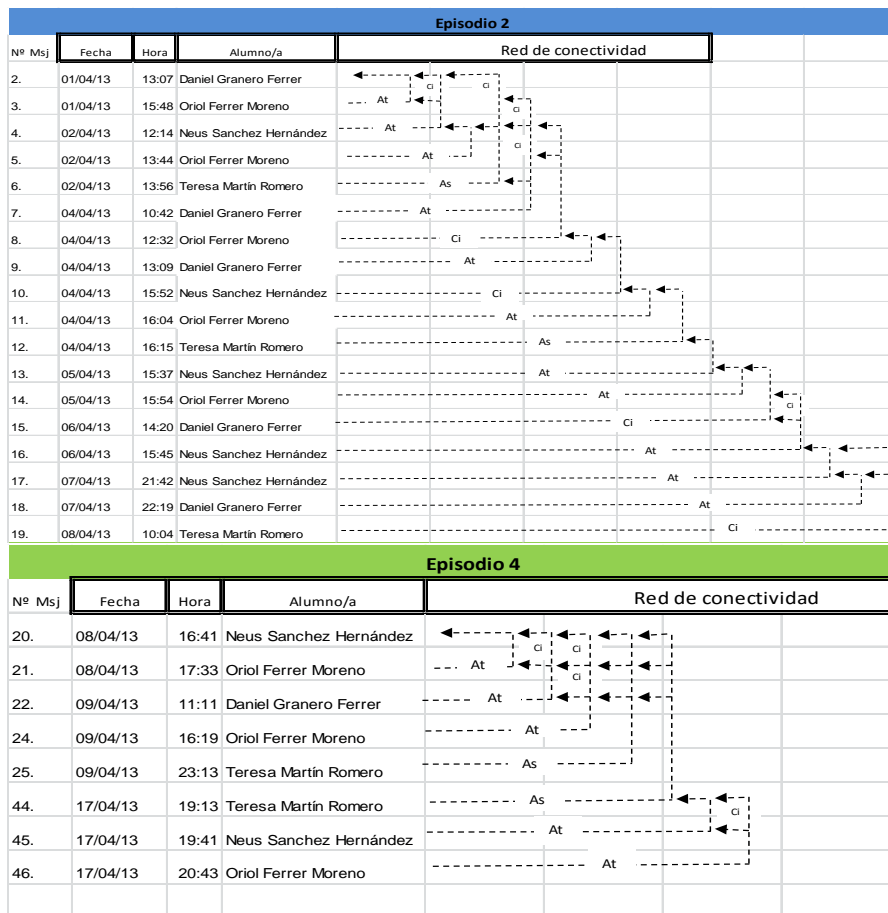 Episodio 2
Nº Msj Fecha Hora Alumno/a Red de conectividad
2. 01/04/13 13:07 Daniel Granero Ferrer Ci Ci
3. 01/04/13 15:48 Oriol Ferrer Moreno At Ci
4. 02/04/13 12:14 Neus Sanchez Hernández At Ci
5. 02/04/13 13:44 Oriol Ferrer Moreno At
6. 02/04/13 13:56 Teresa Martín Romero As
7. 04/04/13 10:42 Daniel Granero Ferrer At
8. 04/04/13 12:32 Oriol Ferrer Moreno Ci
9. 04/04/13 13:09 Daniel Granero Ferrer At
10. 04/04/13 15:52 Neus Sanchez Hernández Ci
11. 04/04/13 16:04 Oriol Ferrer Moreno At
12. 04/04/13 16:15 Teresa Martín Romero As
13. 05/04/13 15:37 Neus Sanchez Hernández At
14. 05/04/13 15:54 Oriol Ferrer Moreno At Ci
15. 06/04/13 14:20 Daniel Granero Ferrer Ci
16. 06/04/13 15:45 Neus Sanchez Hernández At
17. 07/04/13 21:42 Neus Sanchez Hernández At
18. 07/04/13 22:19 Daniel Granero Ferrer At
19. 08/04/13 10:04 Teresa Martín Romero Ci
Episodio 4
Nº Msj Fecha Hora Alumno/a Red de conectividad
20. 08/04/13 16:41 Neus Sanchez Hernández Ci Ci
21. 08/04/13 17:33 Oriol Ferrer Moreno At Ci
22. 09/04/13 11:11 Daniel Granero Ferrer At
24. 09/04/13 16:19 Oriol Ferrer Moreno At
25. 09/04/13 23:13 Teresa Martín Romero As
44. 17/04/13 19:13 Teresa Martín Romero As Ci
45. 17/04/13 19:41 Neus Sanchez Hernández At
46. 17/04/13 20:43 Oriol Ferrer Moreno At